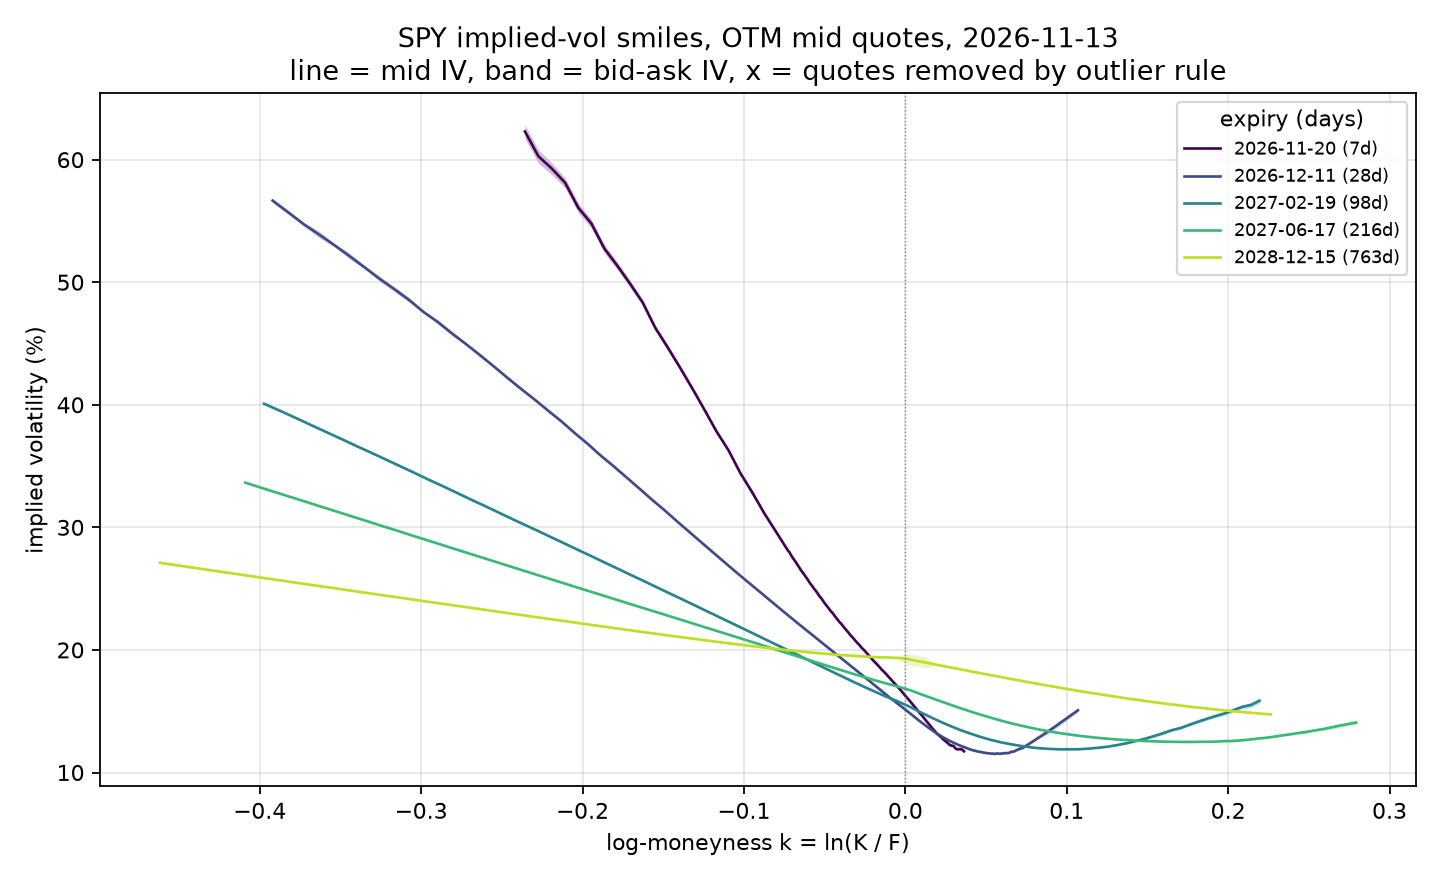 SPY implied-vol smiles, OTM mid quotes, 2026-11-13
line = mid IV, band = bid-ask IV, x = quotes removed by outlier rule
expiry (days)
2026-11-20 (7d)
2026-12-11 (28d)
2027-02-19 (98d)
2027-06-17 (216d)
2028-12-15 (763d)
implied volatility (%)
60
50
40
30
20
10
−0.4
−0.3
−0.2
−0.1
0.0
0.1
0.2
0.3
log-moneyness k = ln(K / F)